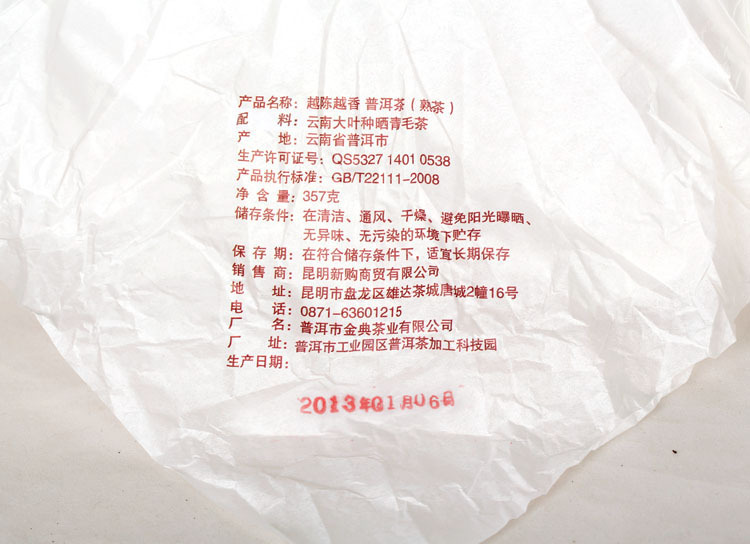 产品名称：越陈越香 普洱茶（熟茶）
配　　料：云南大叶种晒青毛茶
产　　地：云南省普洱市
生产许可证号：QS5327 1401 0538
产品执行标准：GB/T22111-2008
净 含 量：357克
储存条件：在清洁、通风、干燥、避免阳光曝晒、
无异味、无污染的环境下贮存
保 存 期：在符合储存条件下，适宜长期保存
销 售 商：昆明新购商贸有限公司
地　　址：昆明市盘龙区雄达茶城唐城2幢16号
电　　话：0871-63601215
厂　　名：普洱市金典茶业有限公司
厂　　址：普洱市工业园区普洱茶加工科技园
生产日期：
2013年01月06号